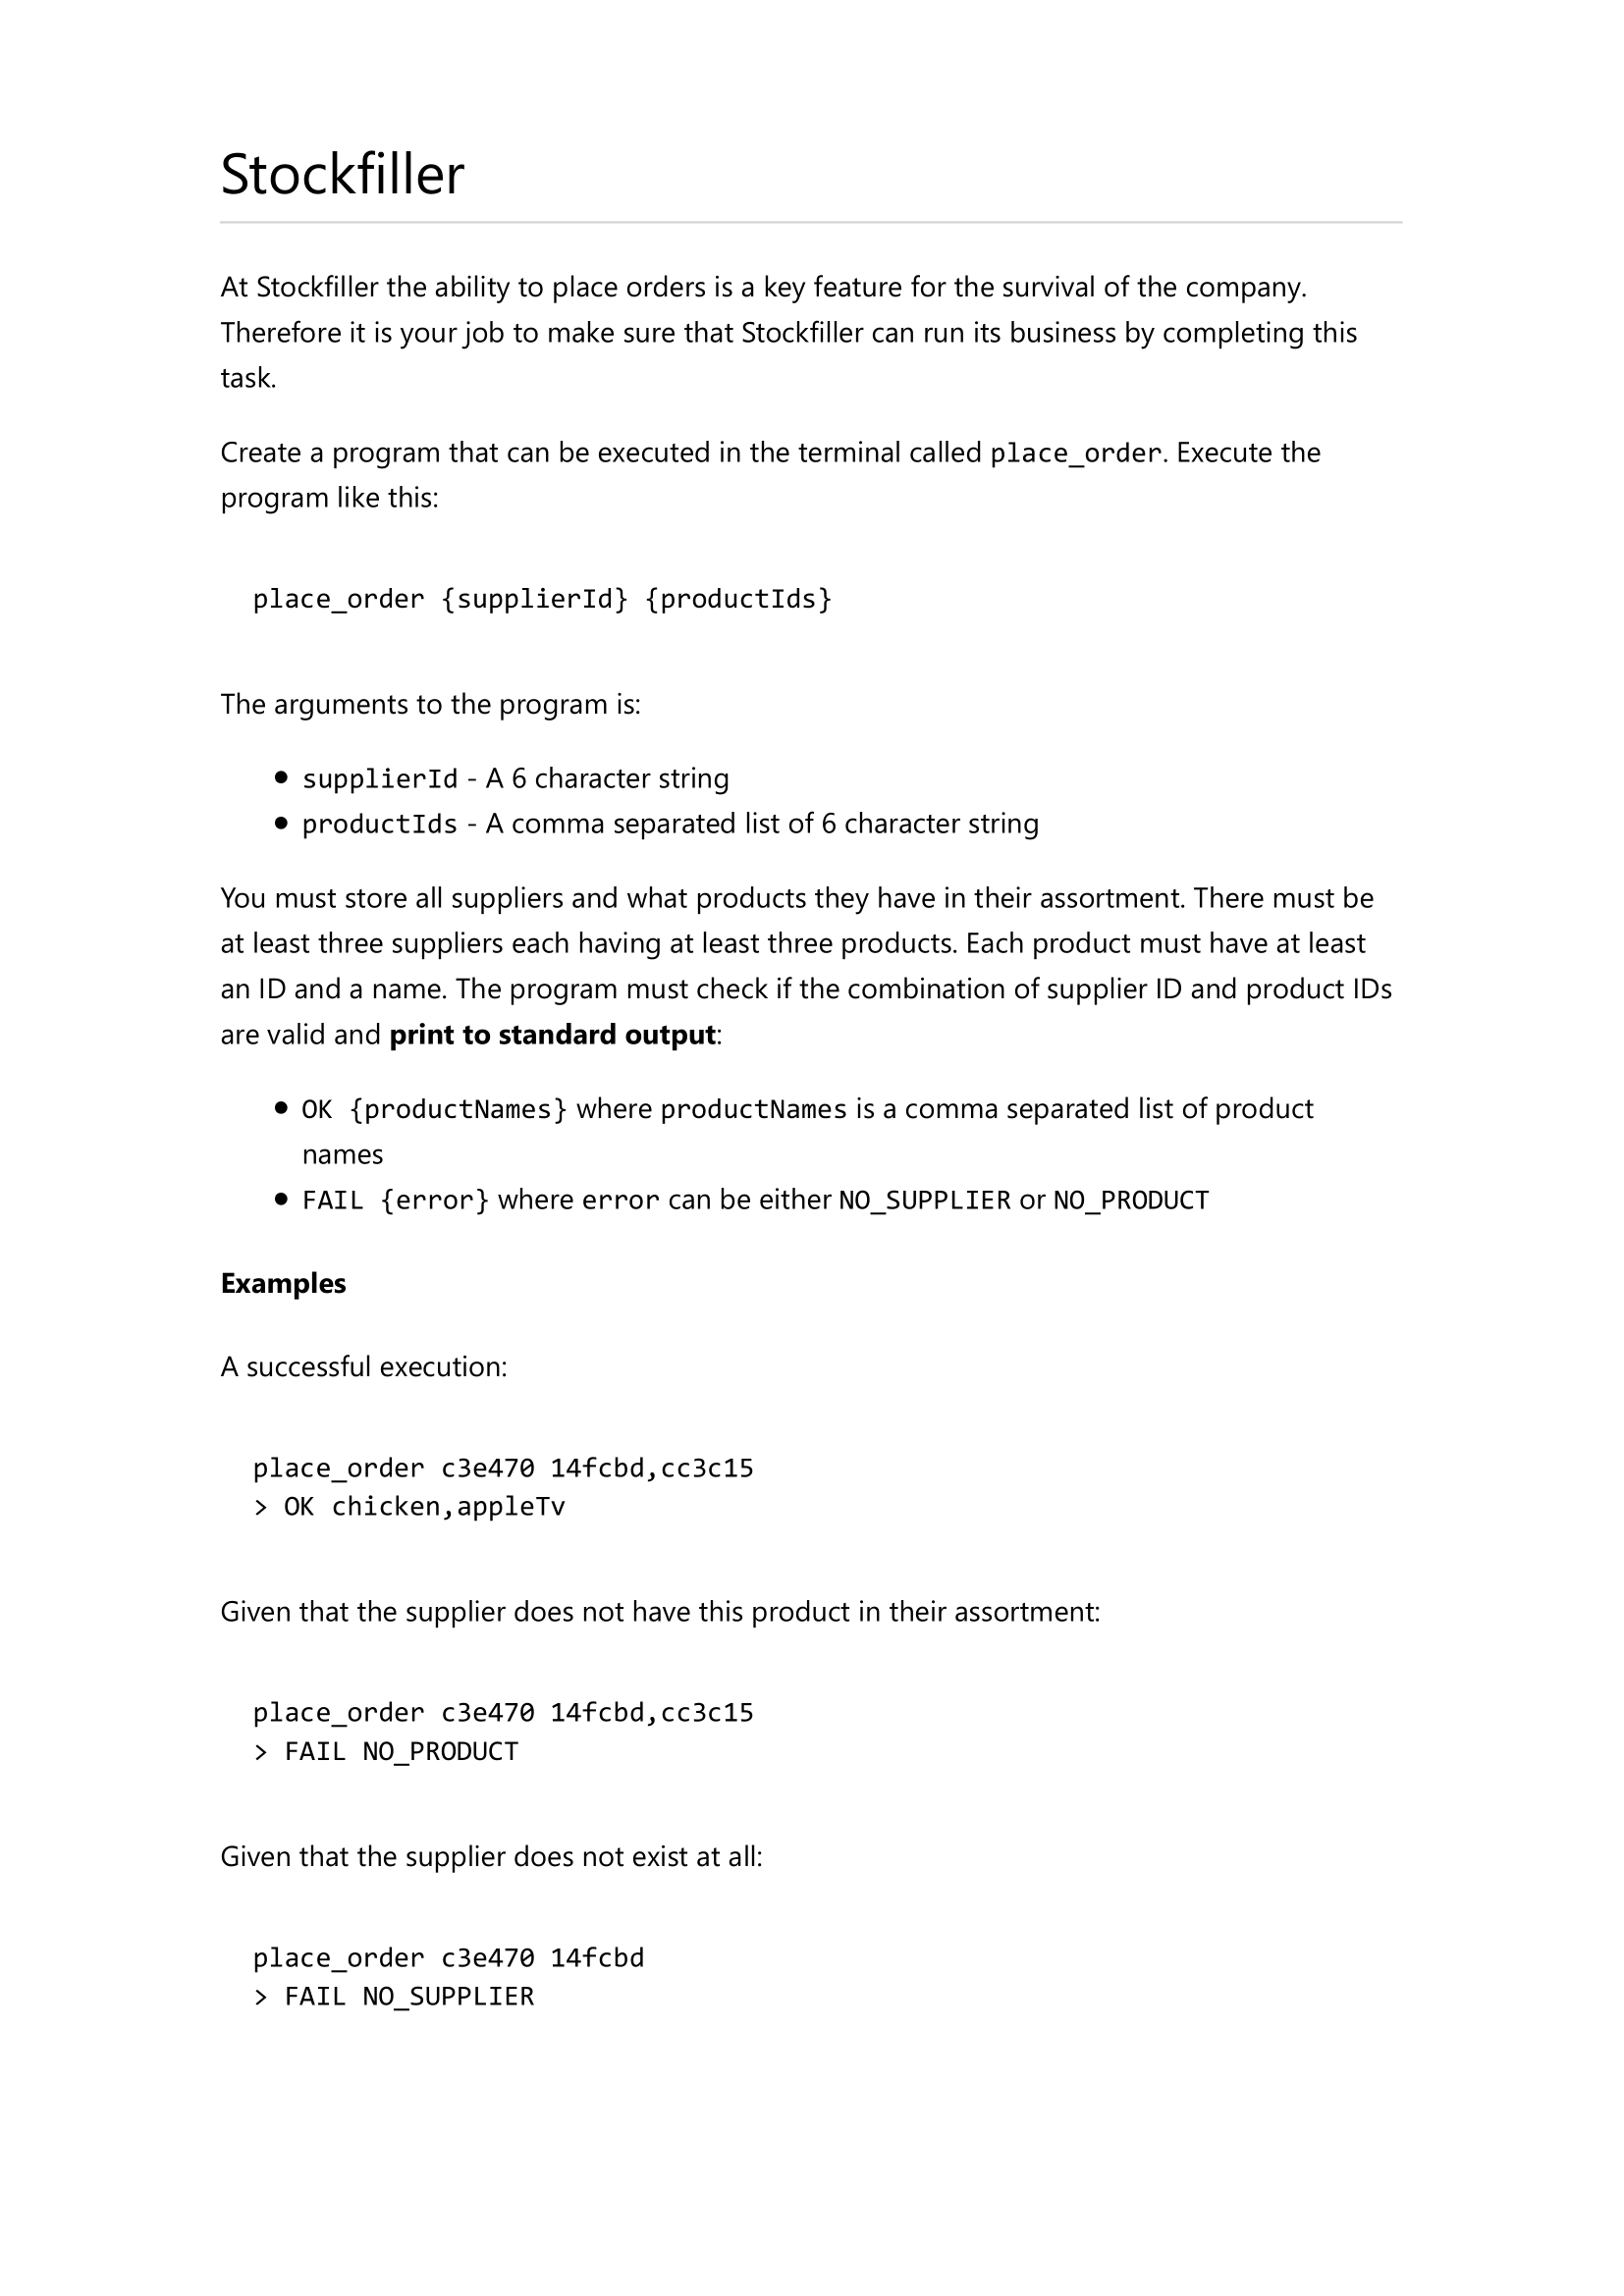 Stockfiller
At Stockfiller the ability to place orders is a key feature for the survival of the company.
Therefore it is your job to make sure that Stockfiller can run its business by completing this
task.
Create a program that can be executed in the terminal called place_order. Execute the
program like this:
place_order {supplierId} {productIds}
The arguments to the program is:
● supplierId - A 6 character string
● productIds - A comma separated list of 6 character string
You must store all suppliers and what products they have in their assortment. There must be
at least three suppliers each having at least three products. Each product must have at least
an ID and a name. The program must check if the combination of supplier ID and product IDs
are valid and print to standard output:
● OK {productNames} where productNames is a comma separated list of product
names
● FAIL {error} where error can be either NO_SUPPLIER or NO_PRODUCT
Examples
A successful execution:
place_order c3e470 14fcbd,cc3c15
> OK chicken,appleTv
Given that the supplier does not have this product in their assortment:
place_order c3e470 14fcbd,cc3c15
> FAIL NO_PRODUCT
Given that the supplier does not exist at all:
place_order c3e470 14fcbd
> FAIL NO_SUPPLIER